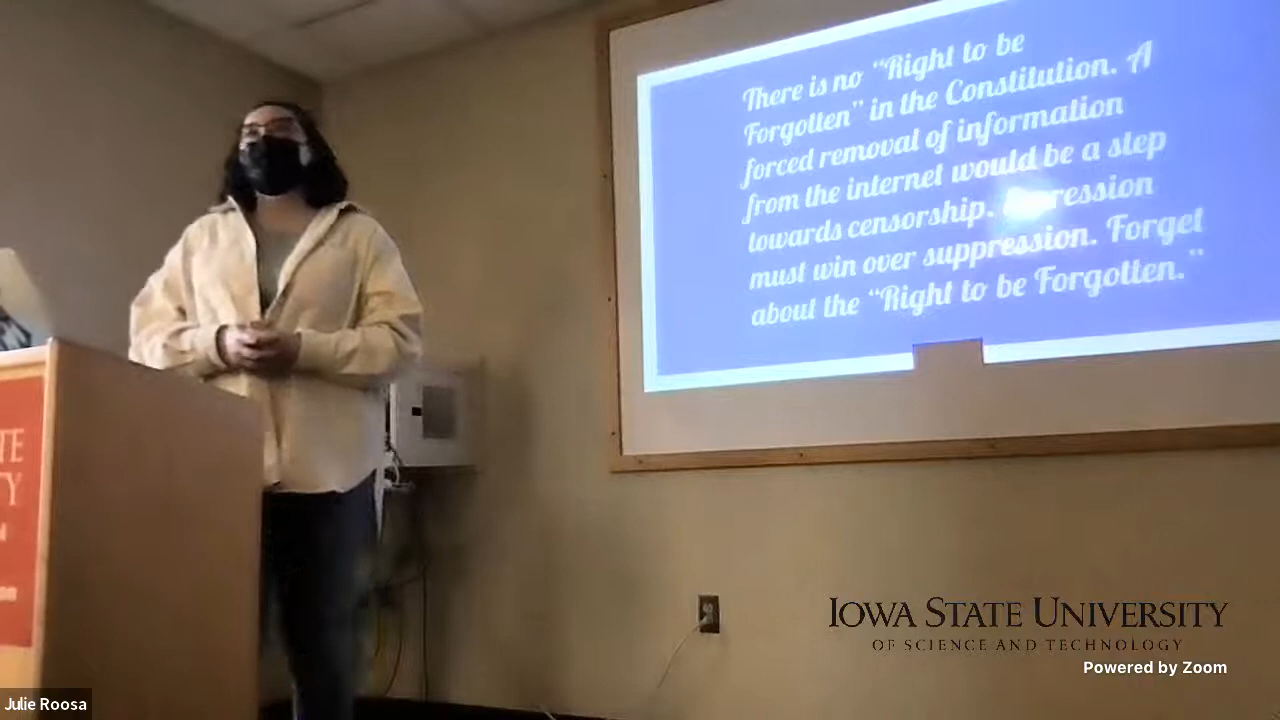 There is no “Right to be
Forgotten” in the Constitution. A
forced removal of information
from the internet would be a step
towards censorship.
must win over suppression. Forget
about the “Right to be Forgotten.”
TE
TY
IOWA STATE UNIVERSITY
OF SCIENCE AND TECHNOLOGY
Powered by Zoom
Julie Roosa